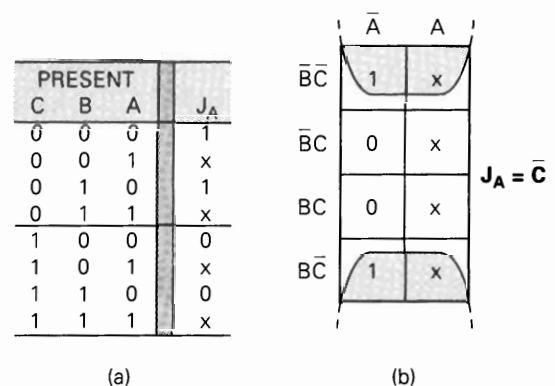 PRESENT
C B A J_A
0 0 0 1
0 0 1 x
0 1 0 1
0 1 1 x
1 0 0 0
1 0 1 x
1 1 0 0
1 1 1 x
(a)
A̅ A
B̅C̅ 1 x
B̅C 0 x
BC 0 x
BC̅ 1 x
J_A = C̅
(b)